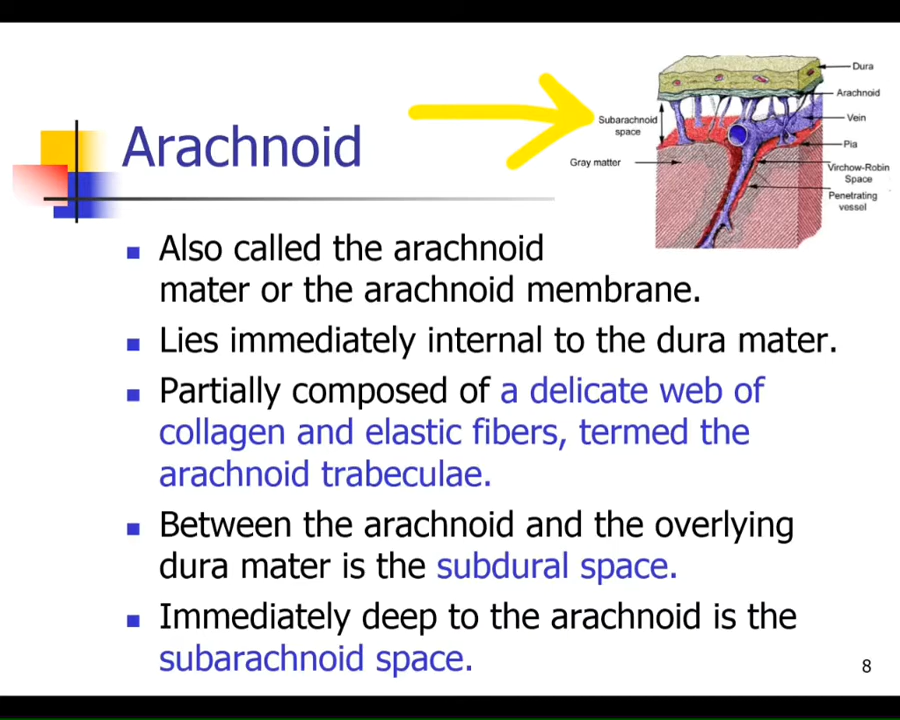 Arachnoid
Dura
Arachnoid
Subarachnoid
space
Vein
Pia
Gray matter
Virchow-Robin
Space
Penetrating
vessel
Also called the arachnoid
mater or the arachnoid membrane.
Lies immediately internal to the dura mater.
Partially composed of a delicate web of
collagen and elastic fibers, termed the
arachnoid trabeculae.
Between the arachnoid and the overlying
dura mater is the subdural space.
Immediately deep to the arachnoid is the
subarachnoid space.
8